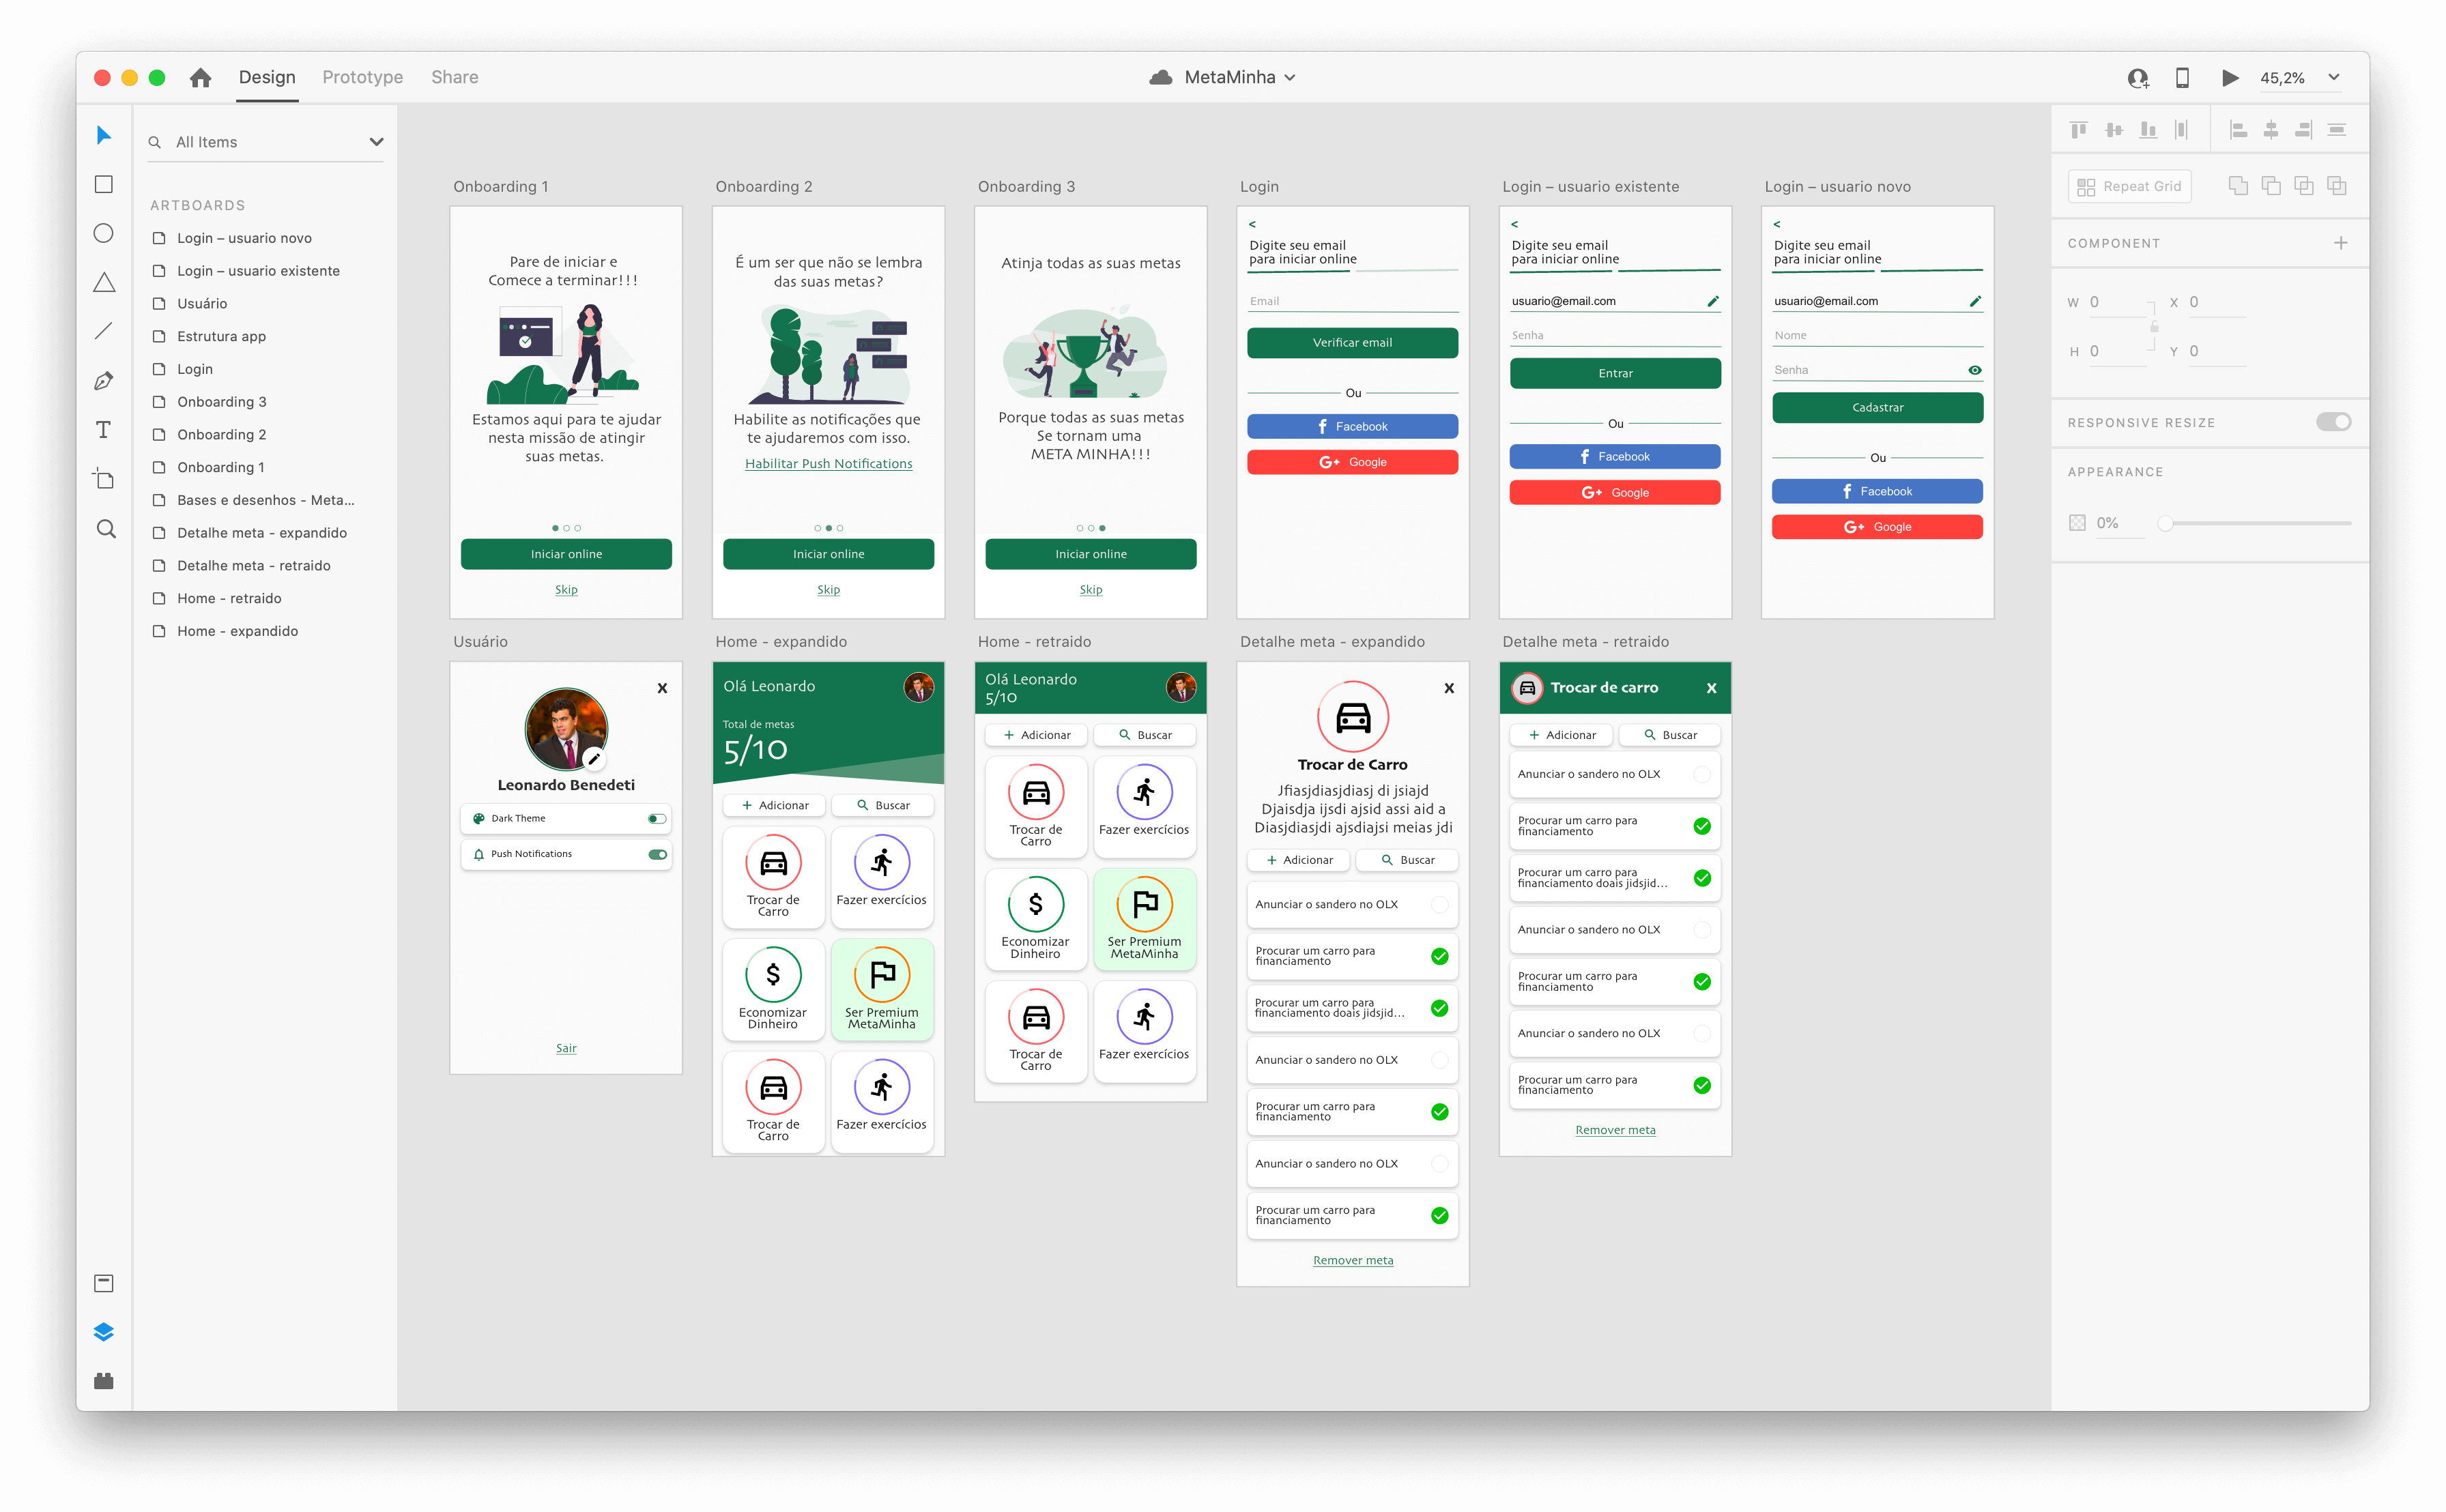 Design
Prototype
Share
MetaMinha
45,2%
All Items
ARTBOARDS
Login – usuario novo
Login – usuario existente
Usuário
Estrutura app
Login
Onboarding 3
Onboarding 2
Onboarding 1
Bases e desenhos - Meta...
Detalhe meta - expandido
Detalhe meta - retraido
Home - retraido
Home - expandido
Onboarding 1
Pare de iniciar e
Comece a terminar!!!
Estamos aqui para te ajudar
nesta missão de atingir
suas metas.
Iniciar online
Skip
Onboarding 2
É um ser que não se lembra
das suas metas?
Habilite as notificações que
te ajudaremos com isso.
Habilitar Push Notifications
Iniciar online
Skip
Onboarding 3
Atinja todas as suas metas
Porque todas as suas metas
Se tornam uma
META MINHA!!!
Iniciar online
Skip
Login
<
Digite seu email
para iniciar online
Email
Verificar email
Ou
f Facebook
G+ Google
Login – usuario existente
<
Digite seu email
para iniciar online
usuario@email.com
Senha
Entrar
Ou
f Facebook
G+ Google
Login – usuario novo
<
Digite seu email
para iniciar online
usuario@email.com
Nome
Senha
Cadastrar
Ou
f Facebook
G+ Google
Usuário
x
Leonardo Benedeti
Dark Theme
Push Notifications
Sair
Home - expandido
Olá Leonardo
Total de metas
5/10
+ Adicionar
Buscar
Trocar de
Carro
Fazer exercícios
$
Economizar
Dinheiro
Ser Premium
MetaMinha
Trocar de
Carro
Fazer exercícios
Home - retraido
Olá Leonardo
5/10
+ Adicionar
Buscar
Trocar de
Carro
Fazer exercícios
$
Economizar
Dinheiro
Ser Premium
MetaMinha
Trocar de
Carro
Fazer exercícios
Detalhe meta - expandido
x
Trocar de Carro
Jfiasjdiasjdiasj di jsiajd
Djaisdja ijsdi ajsid assi aid a
Diasjdiasjdi ajsdiajsi meias jdi
+ Adicionar
Buscar
Anunciar o sandero no OLX
Procurar um carro para
financiamento
Procurar um carro para
financiamento doais jidsjid...
Anunciar o sandero no OLX
Procurar um carro para
financiamento
Anunciar o sandero no OLX
Procurar um carro para
financiamento
Remover meta
Detalhe meta - retraido
Trocar de carro
x
+ Adicionar
Buscar
Anunciar o sandero no OLX
Procurar um carro para
financiamento
Procurar um carro para
financiamento doais jidsjid...
Anunciar o sandero no OLX
Procurar um carro para
financiamento
Anunciar o sandero no OLX
Procurar um carro para
financiamento
Remover meta
Repeat Grid
COMPONENT
W 0
X 0
H 0
Y 0
RESPONSIVE RESIZE
APPEARANCE
0%